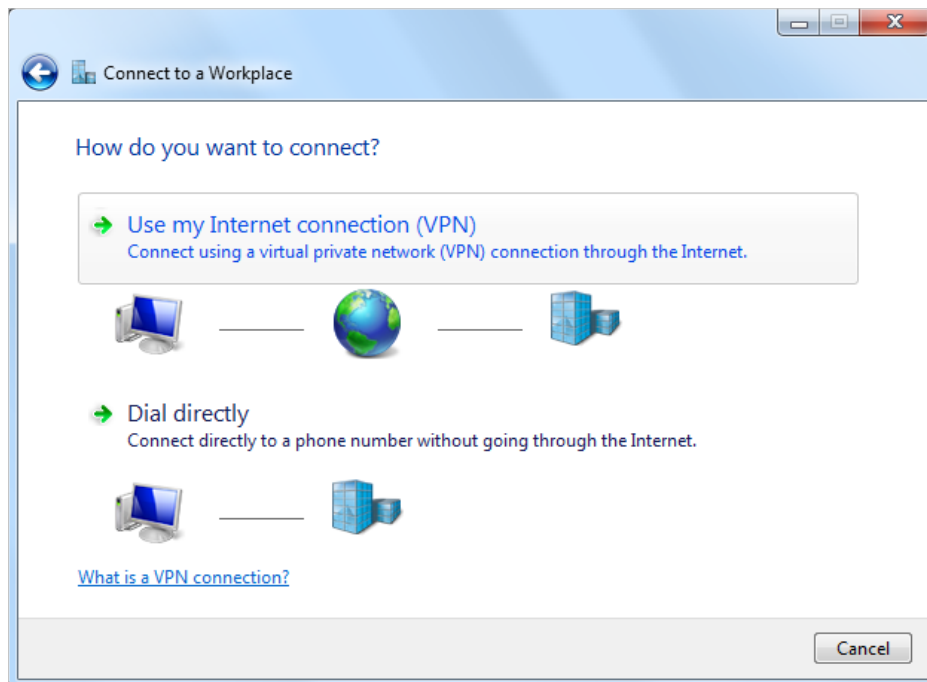 Connect to a Workplace
How do you want to connect?
Use my Internet connection (VPN)
Connect using a virtual private network (VPN) connection through the Internet.
Dial directly
Connect directly to a phone number without going through the Internet.
What is a VPN connection?
Cancel